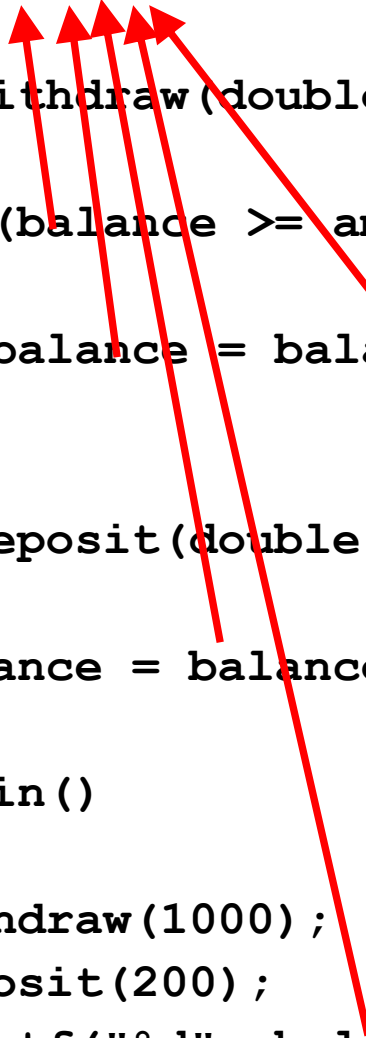 ithdraw(double
(balance >= a
balance = bala
eposit(double
ance = balance
in()
hdraw(1000);
osit(200);